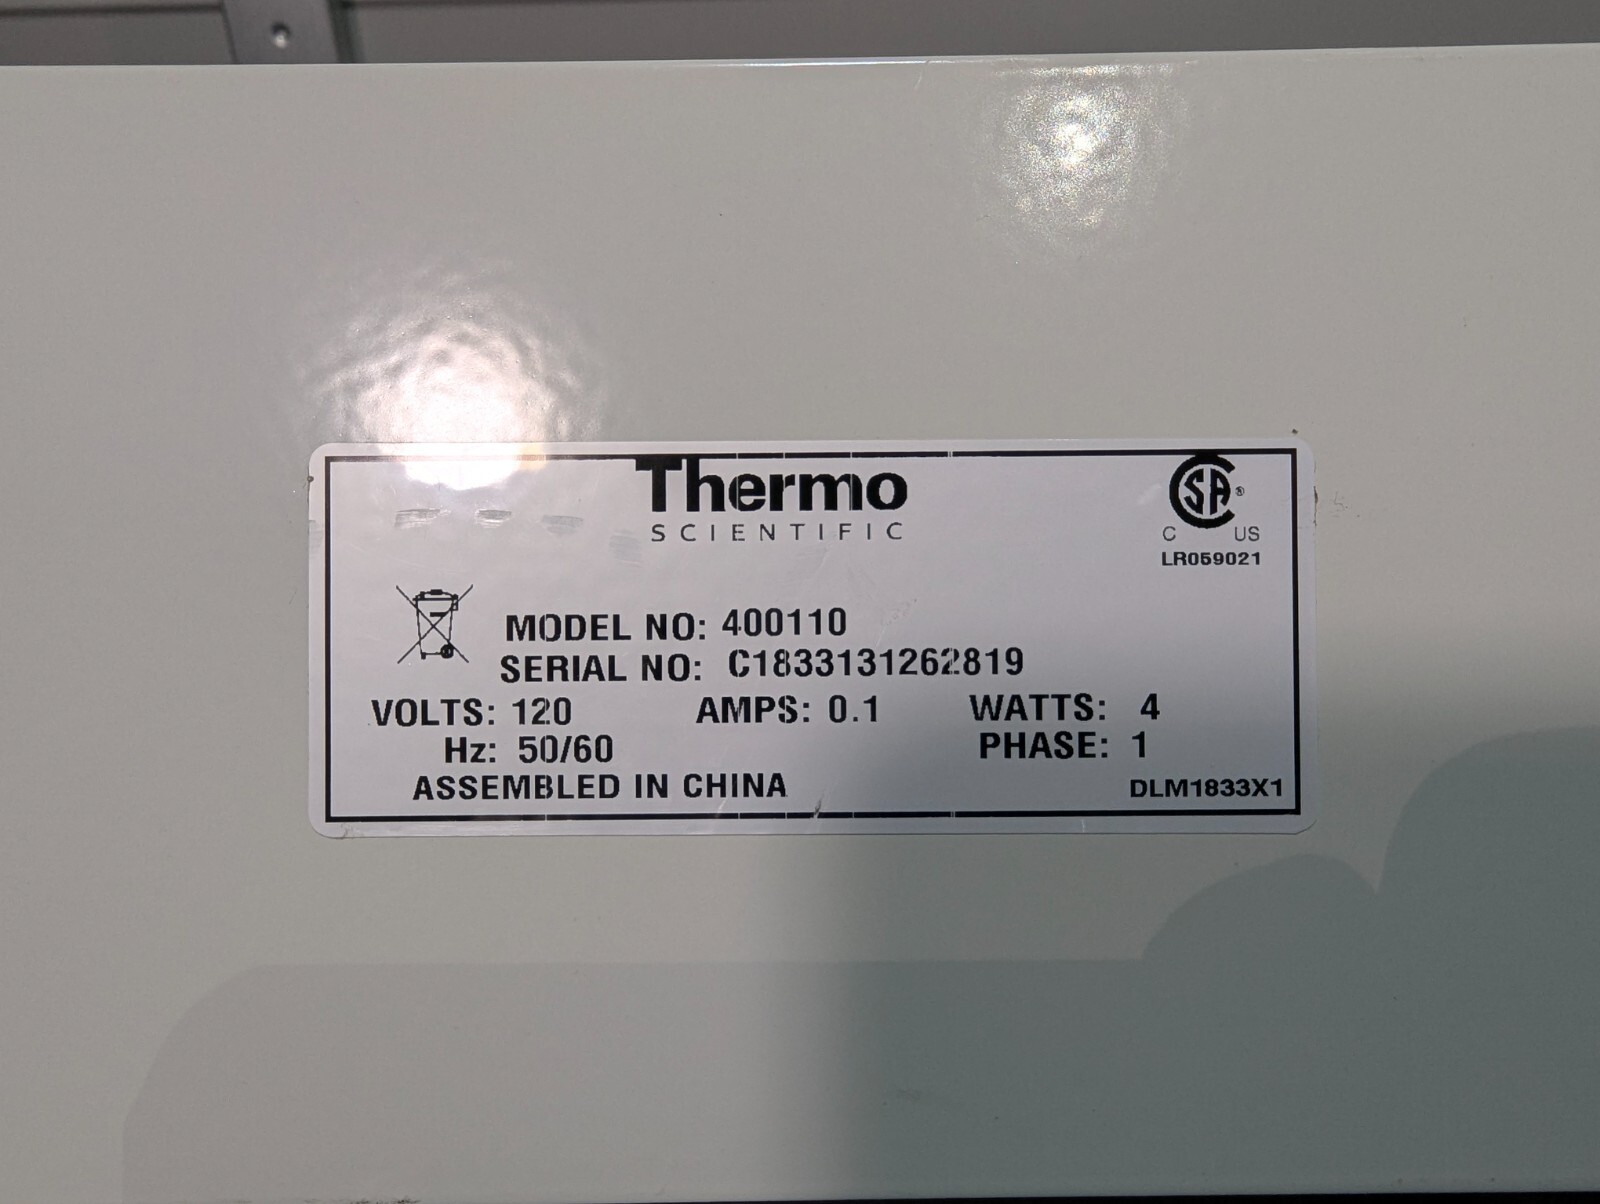 Thermo
SCIENTIFIC
SA®
C US
LR059021
MODEL NO: 400110
SERIAL NO: C1833131262819
VOLTS: 120 AMPS: 0.1 WATTS: 4
Hz: 50/60 PHASE: 1
ASSEMBLED IN CHINA DLM1833X1